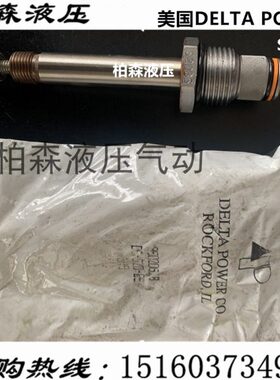 森液压
美国DELTA PO
柏森液压
柏森液压气动
DELTA POWER CO
ROCKFORD, IL
购热线：1516037349